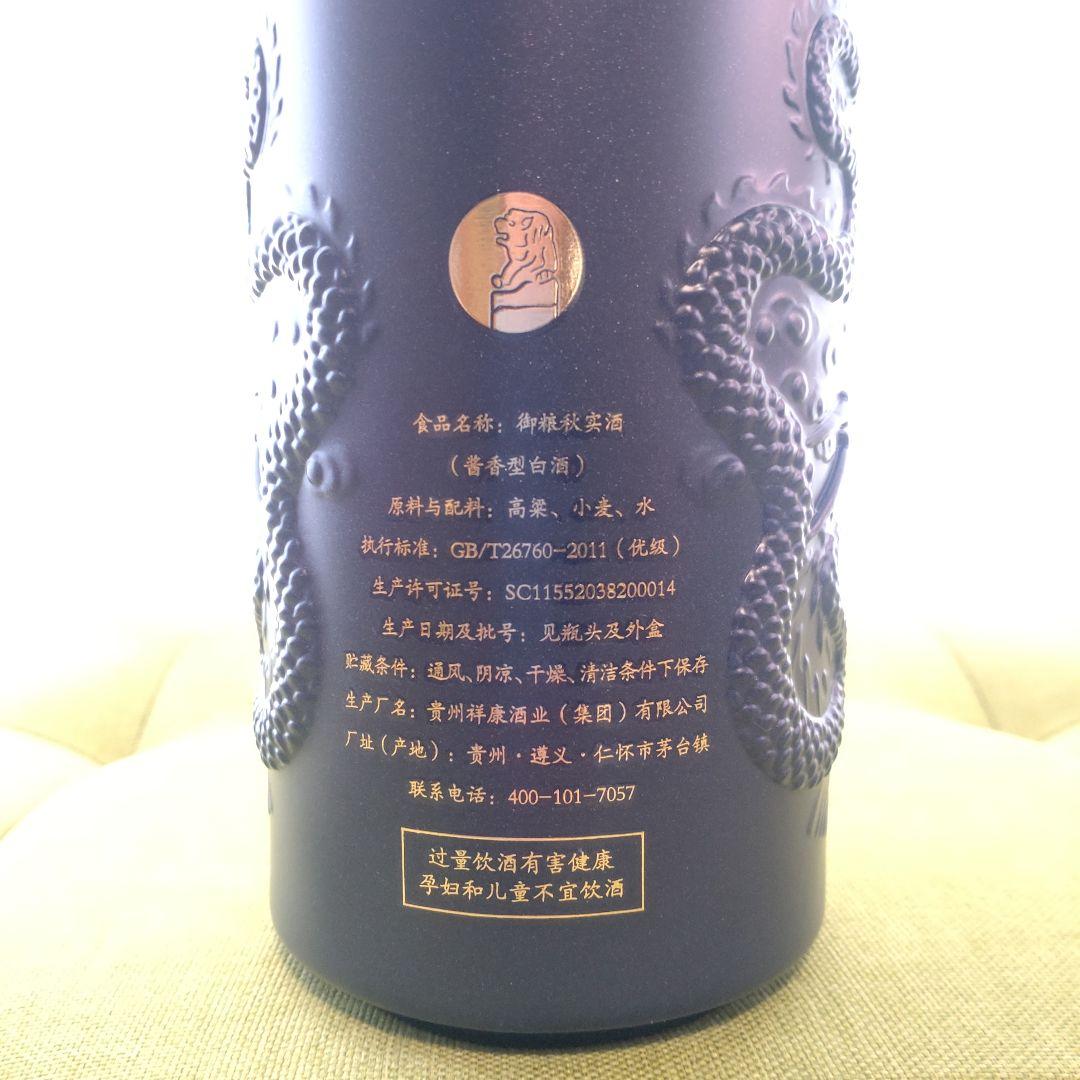 食品名称：御粮秋实酒
（酱香型白酒）
原料与配料：高粱、小麦、水
执行标准：GB/T26760-2011（优级）
生产许可证号：SC11552038200014
生产日期及批号：见瓶头及外盒
贮藏条件：通风、阴凉、干燥、清洁条件下保存
生产厂名：贵州祥康酒业（集团）有限公司
厂址（产地）：贵州·遵义·仁怀市茅台镇
联系电话：400-101-7057
过量饮酒有害健康
孕妇和儿童不宜饮酒